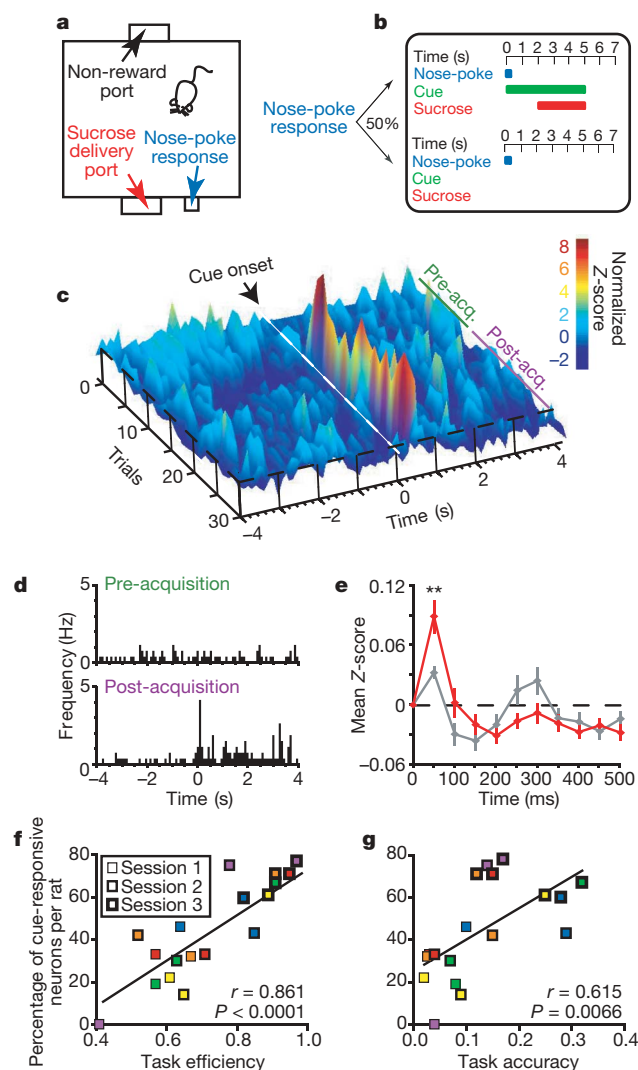 a
Non-reward
port
Sucrose
delivery
port
Nose-poke
response
Nose-poke
response
50%
b
Time (s)
0 1 2 3 4 5 6 7
Nose-poke
Cue
Sucrose
Time (s)
0 1 2 3 4 5 6 7
Nose-poke
Cue
Sucrose
c
Cue onset
Pre-acq.
Post-acq.
8
6
4
2
0
−2
Normalized
Z-score
0
10
20
30
Trials
−4
−2
0
2
4
Time (s)
d
Pre-acquisition
5
0
Post-acquisition
5
0
Frequency (Hz)
−4 −2 0 2 4
Time (s)
e
**
0.12
0.06
0
−0.06
Mean Z-score
0 100 200 300 400 500
Time (ms)
f
80
60
40
20
0
Percentage of cue-responsive
neurons per rat
Session 1
Session 2
Session 3
r = 0.861
P < 0.0001
0.4 0.6 0.8 1.0
Task efficiency
g
80
60
40
20
0
r = 0.615
P = 0.0066
0.0 0.1 0.2 0.3 0.4
Task accuracy